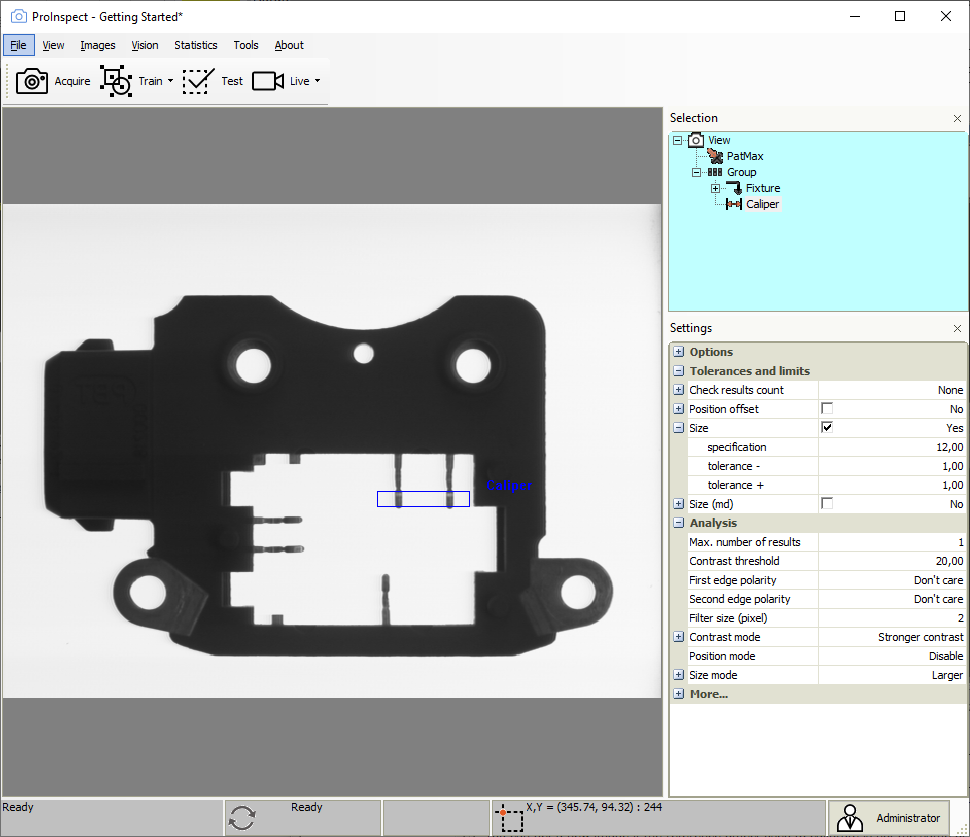 ProInspect - Getting Started*
File View Images Vision Statistics Tools About
Acquire Train Test Live
Selection
View
PatMax
Group
Fixture
Caliper
Settings
Options
Tolerances and limits
Check results count None
Position offset No
Size Yes
specification 12,00
tolerance - 1,00
tolerance + 1,00
Size (md) No
Analysis
Max. number of results 1
Contrast threshold 20,00
First edge polarity Don't care
Second edge polarity Don't care
Filter size (pixel) 2
Contrast mode Stronger contrast
Position mode Disable
Size mode Larger
More...
Caliper
Ready Ready X,Y = (345.74, 94.32) : 244 Administrator